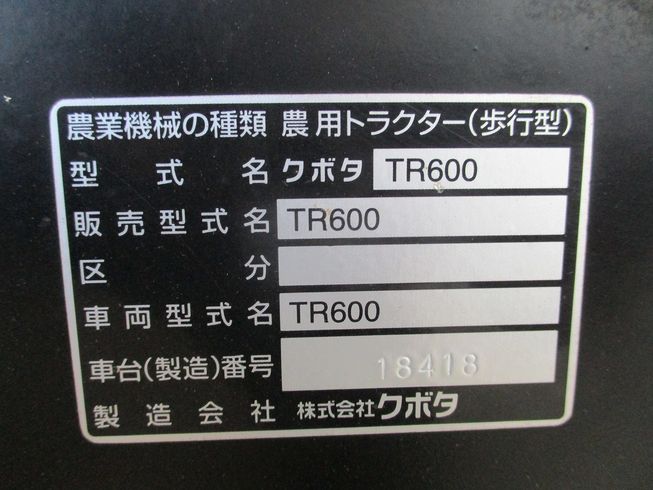 農業機械の種類 農用トラクター(歩行型)
型式名 クボタ TR600
販売型式名 TR600
区分
車両型式名 TR600
車台(製造)番号 18418
製造会社 株式会社クボタ